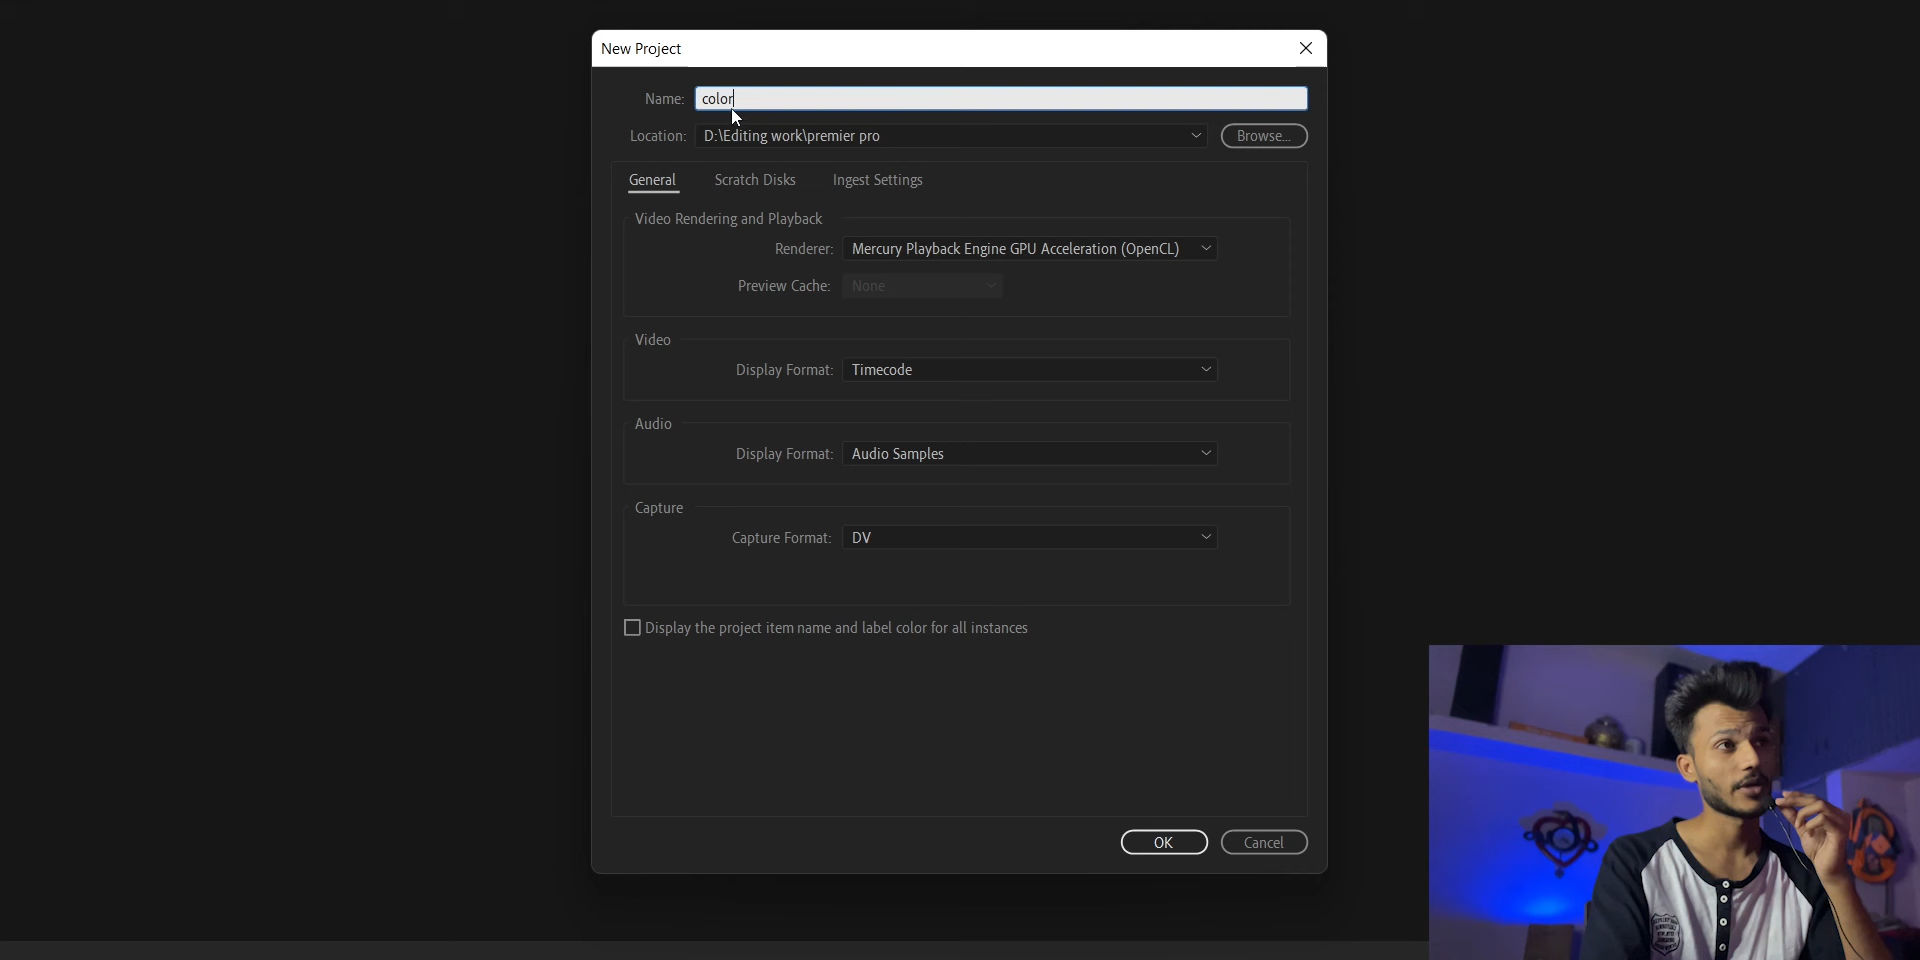 New Project
Name: color
Location: D:\Editing work\premier pro Browse...
General Scratch Disks Ingest Settings
Video Rendering and Playback
Renderer: Mercury Playback Engine GPU Acceleration (OpenCL)
Preview Cache: None
Video
Display Format: Timecode
Audio
Display Format: Audio Samples
Capture
Capture Format: DV
Display the project item name and label color for all instances
OK Cancel